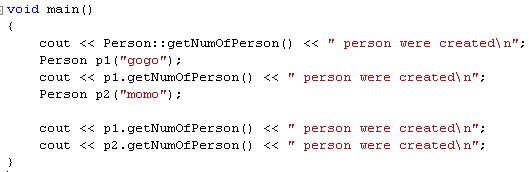 void main()
{
cout << Person::getNumOfPerson() << " person were created\n";
Person p1("gogo");
cout << p1.getNumOfPerson() << " person were created\n";
Person p2("momo");
cout << p1.getNumOfPerson() << " person were created\n";
cout << p2.getNumOfPerson() << " person were created\n";
}